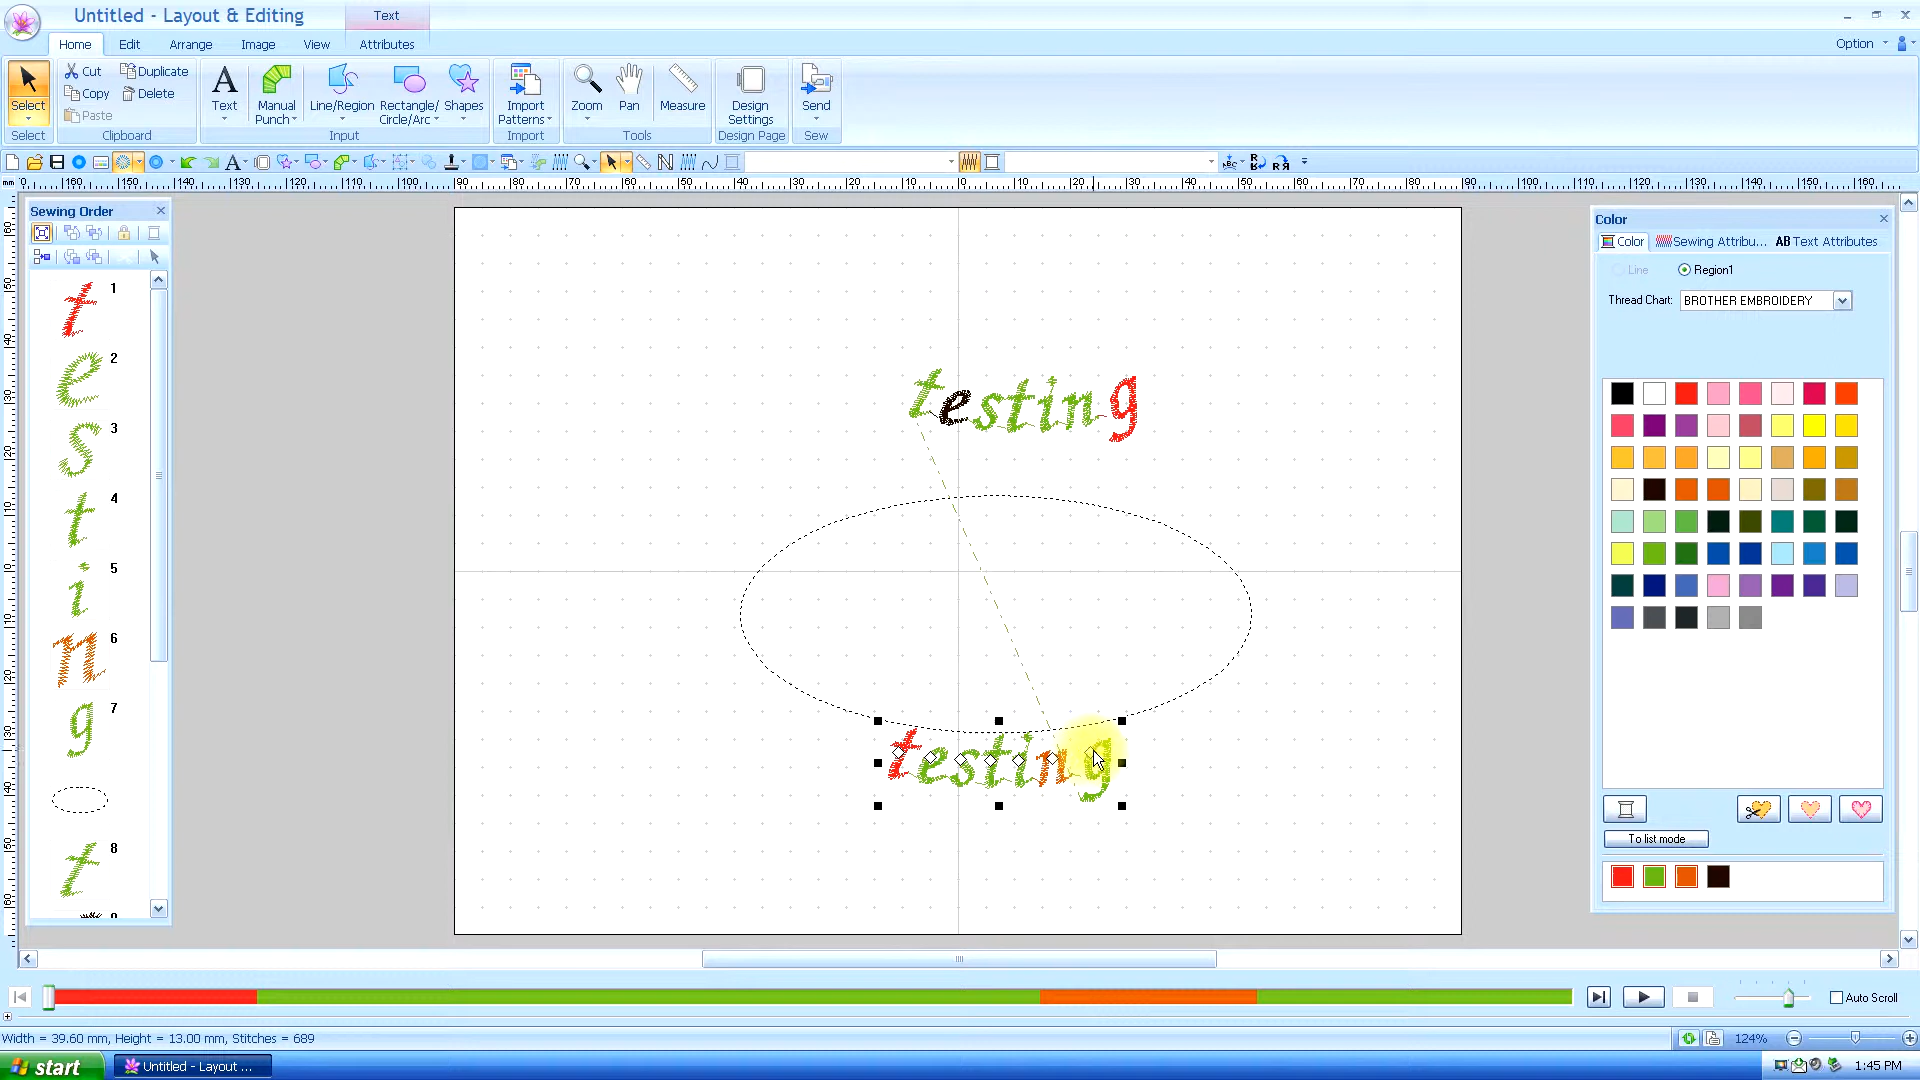 Untitled - Layout & Editing
Text
Home Edit Arrange Image View Attributes Option
Select
Cut Copy Paste Duplicate Delete
Text
Manual Punch
Line/Region
Rectangle/ Circle/Arc
Shapes
Import Patterns
Zoom Pan Measure
Design Settings
Send
Select Clipboard Input Import Tools Design Page Sew
mm
Sewing Order
t 1
e 2
s 3
t 4
i 5
n 6
g 7
t 8
testing
testing
Color
Color Sewing Attribu... AB Text Attributes
Line Region1
Thread Chart: BROTHER EMBROIDERY
To list mode
Auto Scroll
Width = 39.60 mm, Height = 13.00 mm, Stitches = 689
124%
start
Untitled - Layout ...
1:45 PM